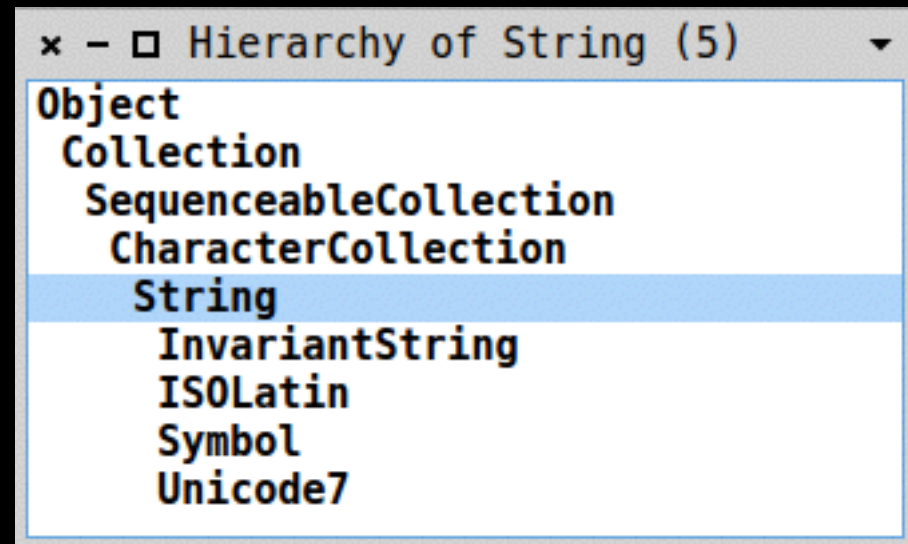 Hierarchy of String (5)
Object
Collection
SequenceableCollection
CharacterCollection
String
InvariantString
ISOLatin
Symbol
Unicode7